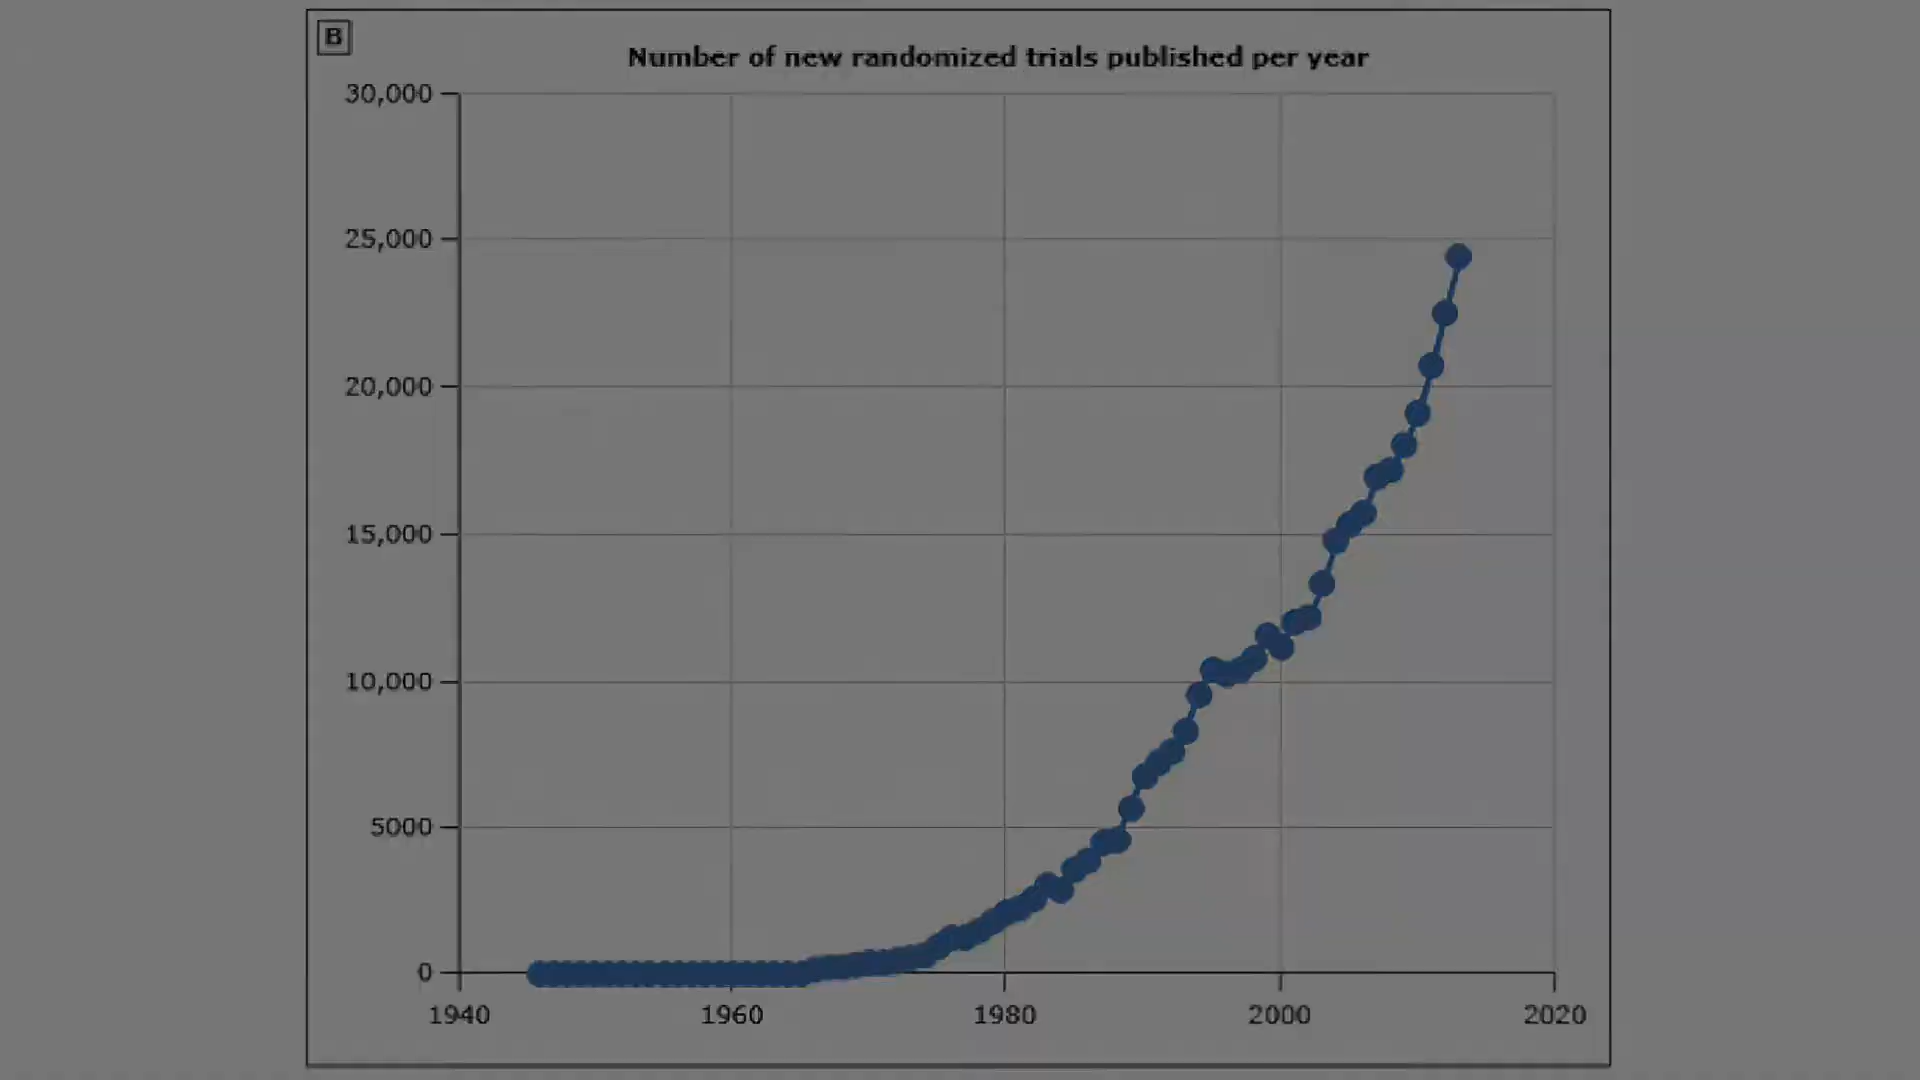 B
Number of new randomized trials published per year
30,000
25,000
20,000
15,000
10,000
5000
0
1940 1960 1980 2000 2020